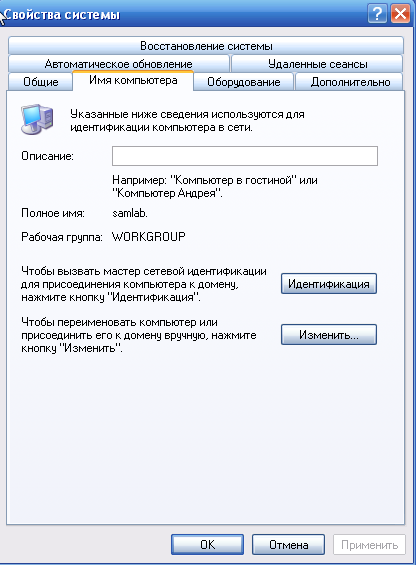 Свойства системы
Восстановление системы
Автоматическое обновление
Удаленные сеансы
Общие
Имя компьютера
Оборудование
Дополнительно
Указанные ниже сведения используются для
идентификации компьютера в сети.
Описание:
Например: "Компьютер в гостиной" или
"Компьютер Андрея".
Полное имя: samlab.
Рабочая группа: WORKGROUP
Чтобы вызвать мастер сетевой идентификации
для присоединения компьютера к домену,
нажмите кнопку "Идентификация".
Идентификация
Чтобы переименовать компьютер или
присоединить его к домену вручную, нажмите
кнопку "Изменить".
Изменить...
OK
Отмена
Применить